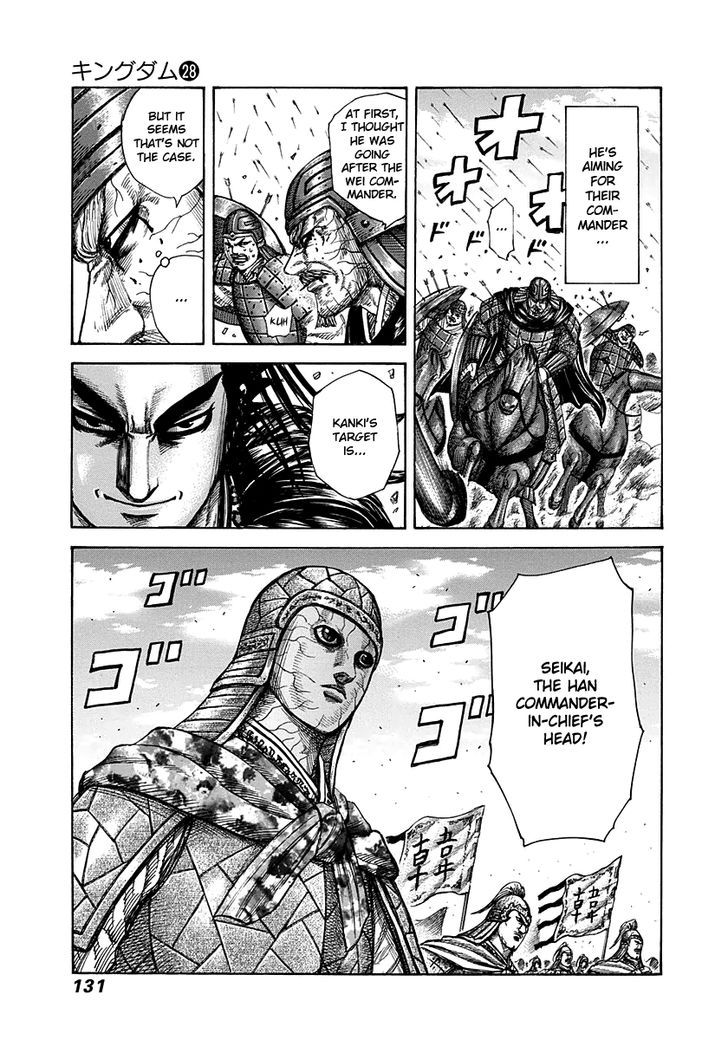 キングダム28
HE'S
AIMING
FOR
THEIR
COM-
MANDER
...
オオ
...
ドド
ドド
AT FIRST,
I THOUGHT
HE WAS
GOING
AFTER THE
WEI COM-
MANDER.
KUH
BUT IT
SEEMS
THAT'S NOT
THE CASE.
...
KANKI'S
TARGET
IS...
SEIKAI,
THE HAN
COMMANDER-
IN-CHIEF'S
HEAD!
ゴゴ
ゴゴ
韓
韓
131